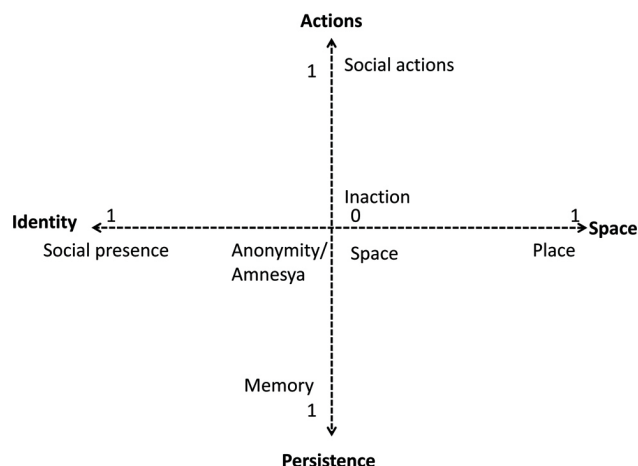 Actions
1 Social actions
Inaction
Identity 1 0 1 Space
Social presence Anonymity/ Space Place
Amnesya
Memory
1
Persistence